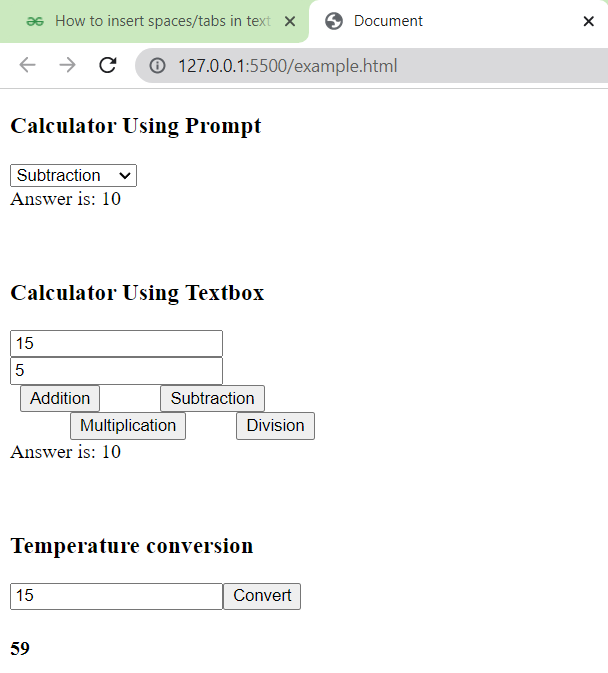 How to insert spaces/tabs in text
Document
127.0.0.1:5500/example.html
Calculator Using Prompt
Subtraction
Answer is: 10
Calculator Using Textbox
15
5
Addition Subtraction
Multiplication Division
Answer is: 10
Temperature conversion
15 Convert
59